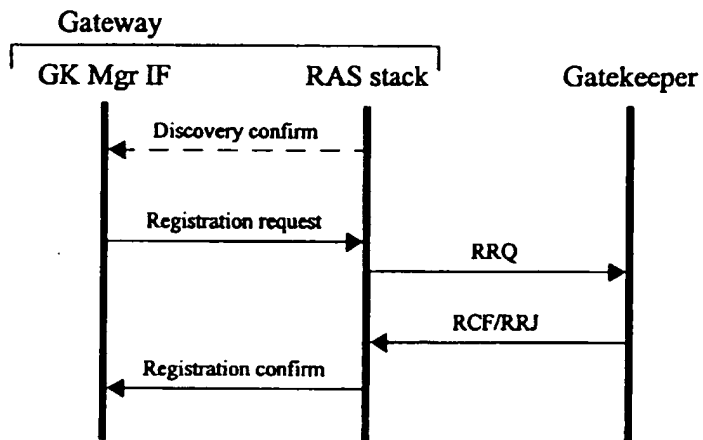 Gateway
GK Mgr IF
RAS stack
Gatekeeper
Discovery confirm
Registration request
RRQ
RCF/RRJ
Registration confirm